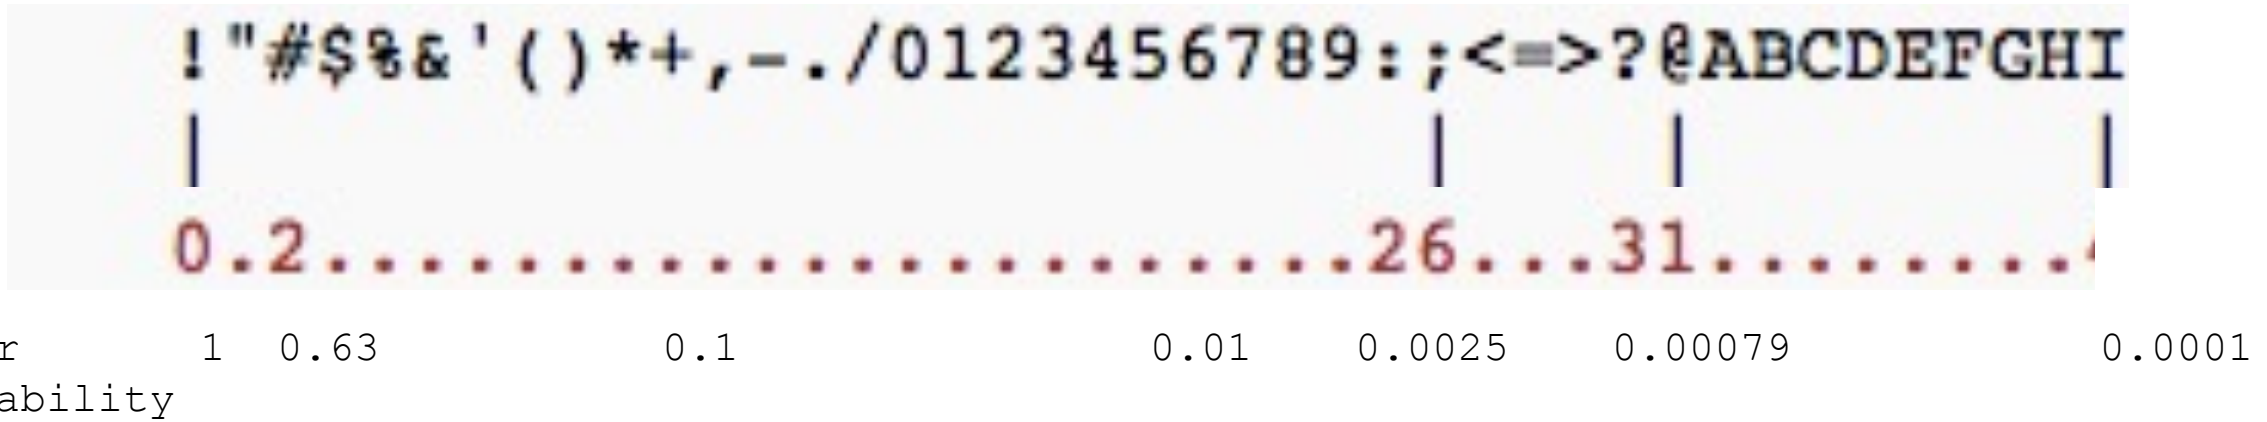 !"#$%&'()*+,-./0123456789:;<=>?@ABCDEFGHI
| | | |
0.2..........................26...31........
r 1 0.63 0.1 0.01 0.0025 0.00079 0.0001
ability